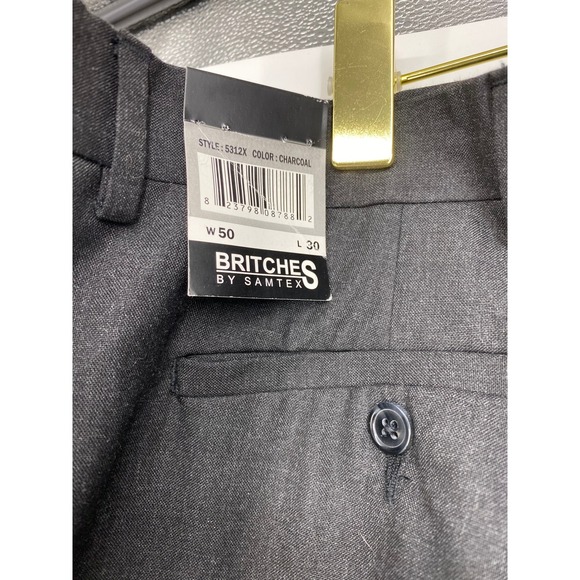 STYLE: 5312X COLOR: CHARCOAL
8 23798 08788 2
W 50 L 30
BRITCHES
BY SAMTEX